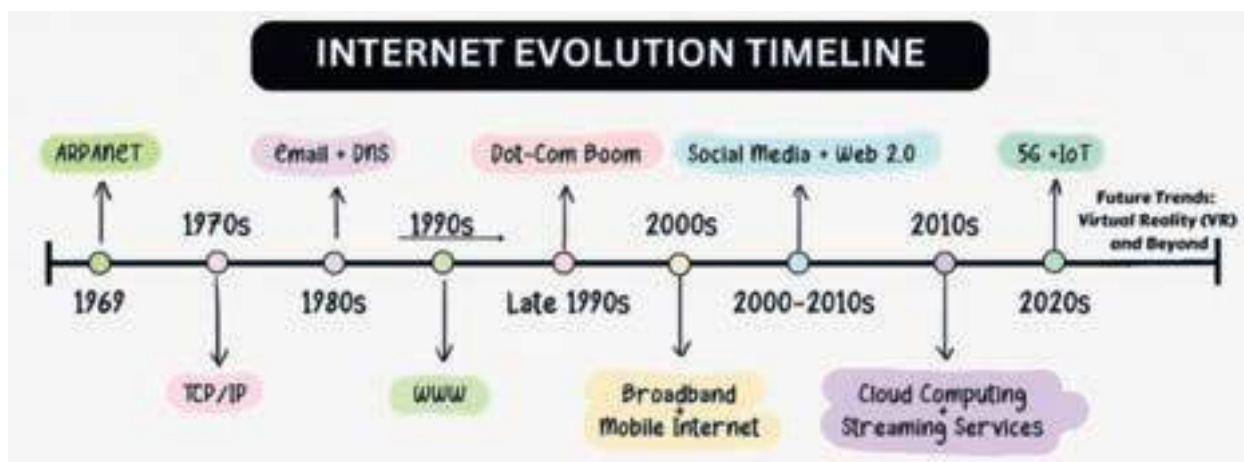 INTERNET EVOLUTION TIMELINE
ARPANET
Email + DNS
Dot-Com Boom
Social Media + Web 2.0
5G +IoT
1970s
1990s
2000s
2010s
Future Trends:
Virtual Reality (VR)
and Beyond
1969
1980s
Late 1990s
2000-2010s
2020s
TCP/IP
WWW
Broadband
+
Mobile Internet
Cloud Computing
+
Streaming Services